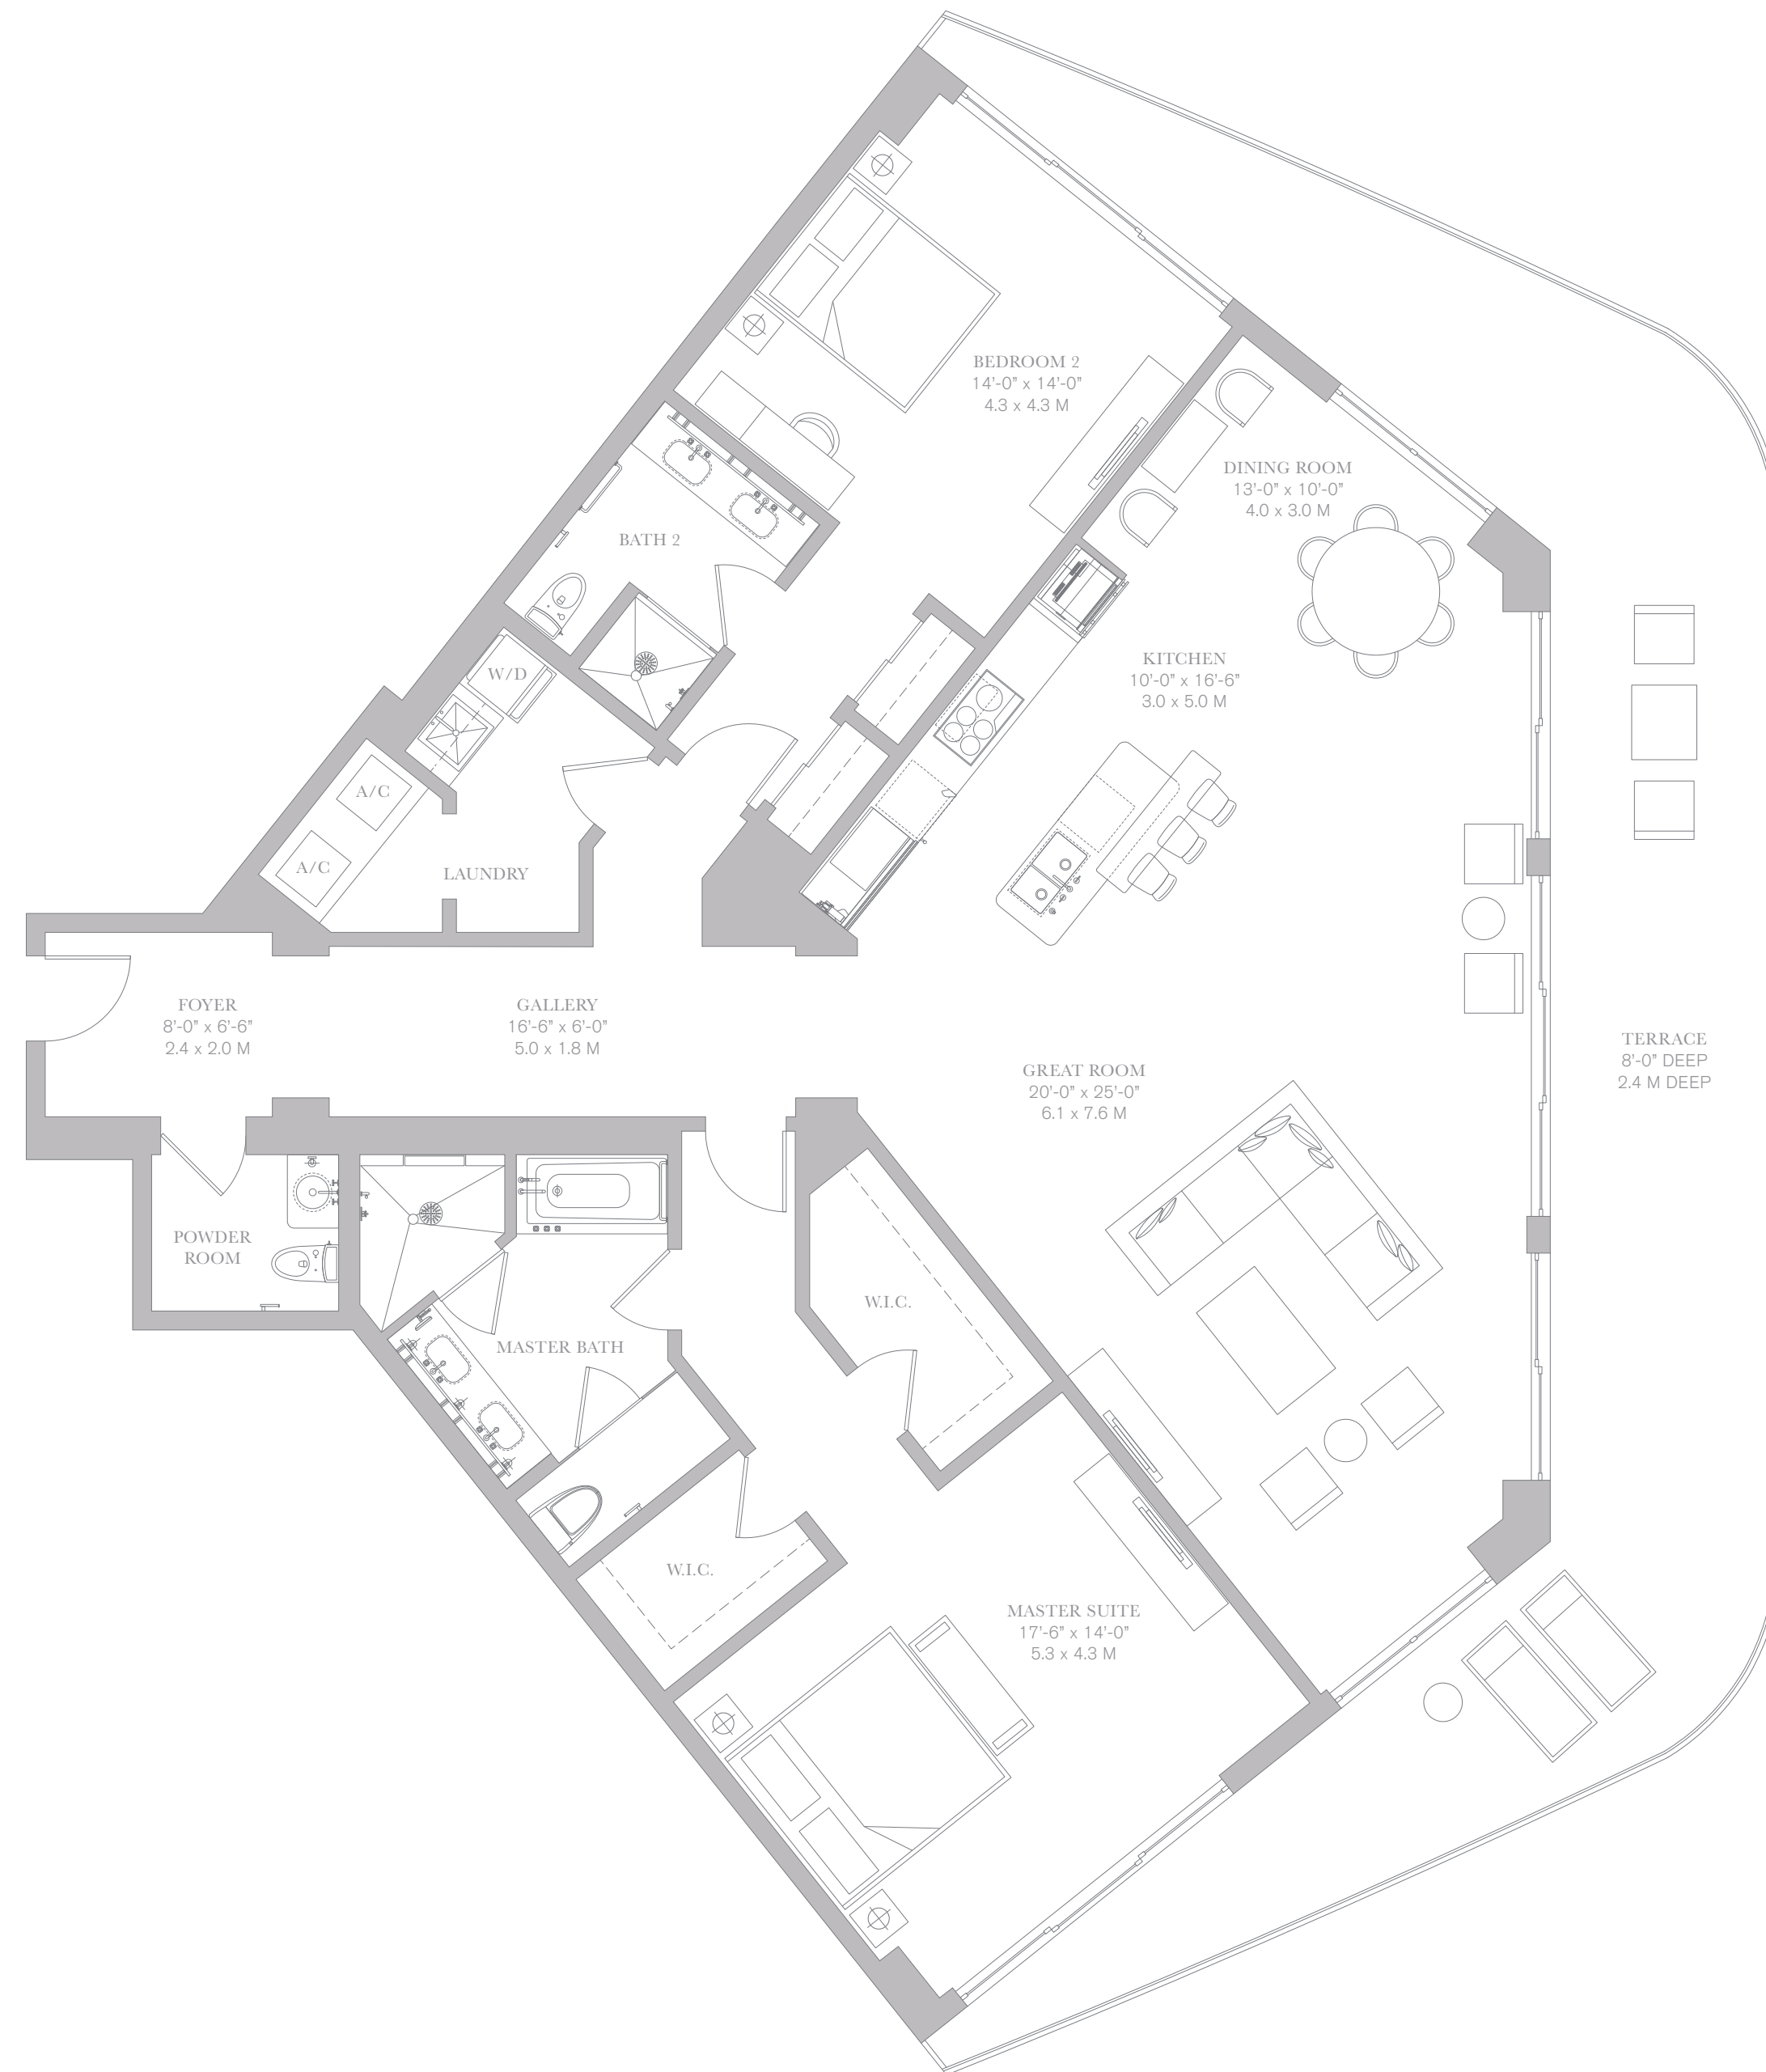 BEDROOM 2
14'-0" x 14'-0"
4.3 x 4.3 M
DINING ROOM
13'-0" x 10'-0"
4.0 x 3.0 M
BATH 2
KITCHEN
10'-0" x 16'-6"
3.0 x 5.0 M
W/D
A/C
A/C
LAUNDRY
FOYER
8'-0" x 6'-6"
2.4 x 2.0 M
GALLERY
16'-6" x 6'-0"
5.0 x 1.8 M
GREAT ROOM
20'-0" x 25'-0"
6.1 x 7.6 M
TERRACE
8'-0" DEEP
2.4 M DEEP
POWDER
ROOM
W.I.C.
MASTER BATH
W.I.C.
MASTER SUITE
17'-6" x 14'-0"
5.3 x 4.3 M